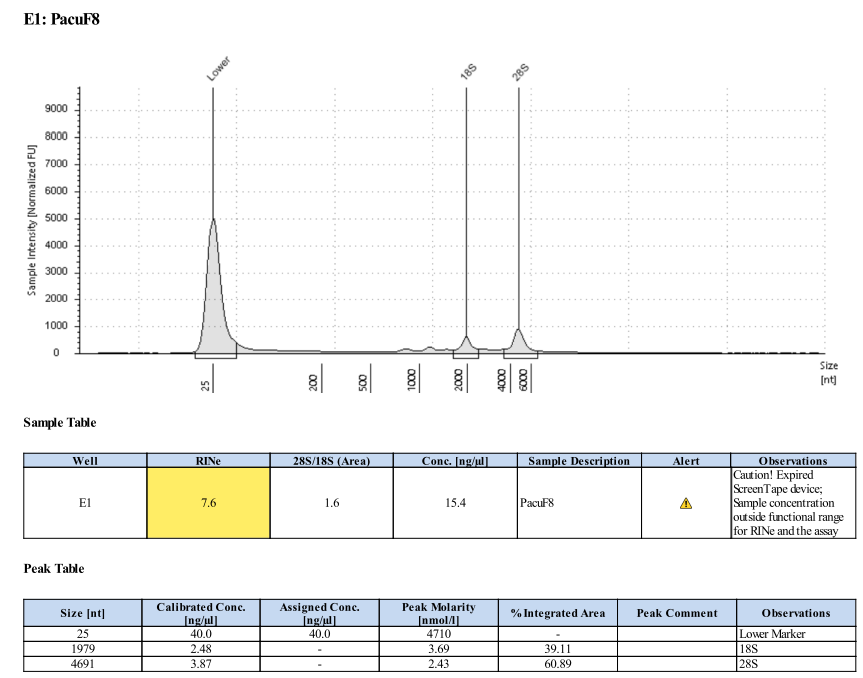 E1: PacuF8
Lower
18S
28S
Sample Intensity [Normalized FU]
9000
8000
7000
6000
5000
4000
3000
2000
1000
0
25
200
500
1000
2000
4000
6000
Size
[nt]
Sample Table
Well RINe 28S/18S (Area) Conc. [ng/µl] Sample Description Alert Observations
E1 7.6 1.6 15.4 PacuF8 Caution! Expired
ScreenTape device;
Sample concentration
outside functional range
for RINe and the assay
Peak Table
Size [nt] Calibrated Conc. [ng/µl] Assigned Conc. [ng/µl] Peak Molarity [nmol/l] % Integrated Area Peak Comment Observations
25 40.0 40.0 4710 - Lower Marker
1979 2.48 - 3.69 39.11 18S
4691 3.87 - 2.43 60.89 28S